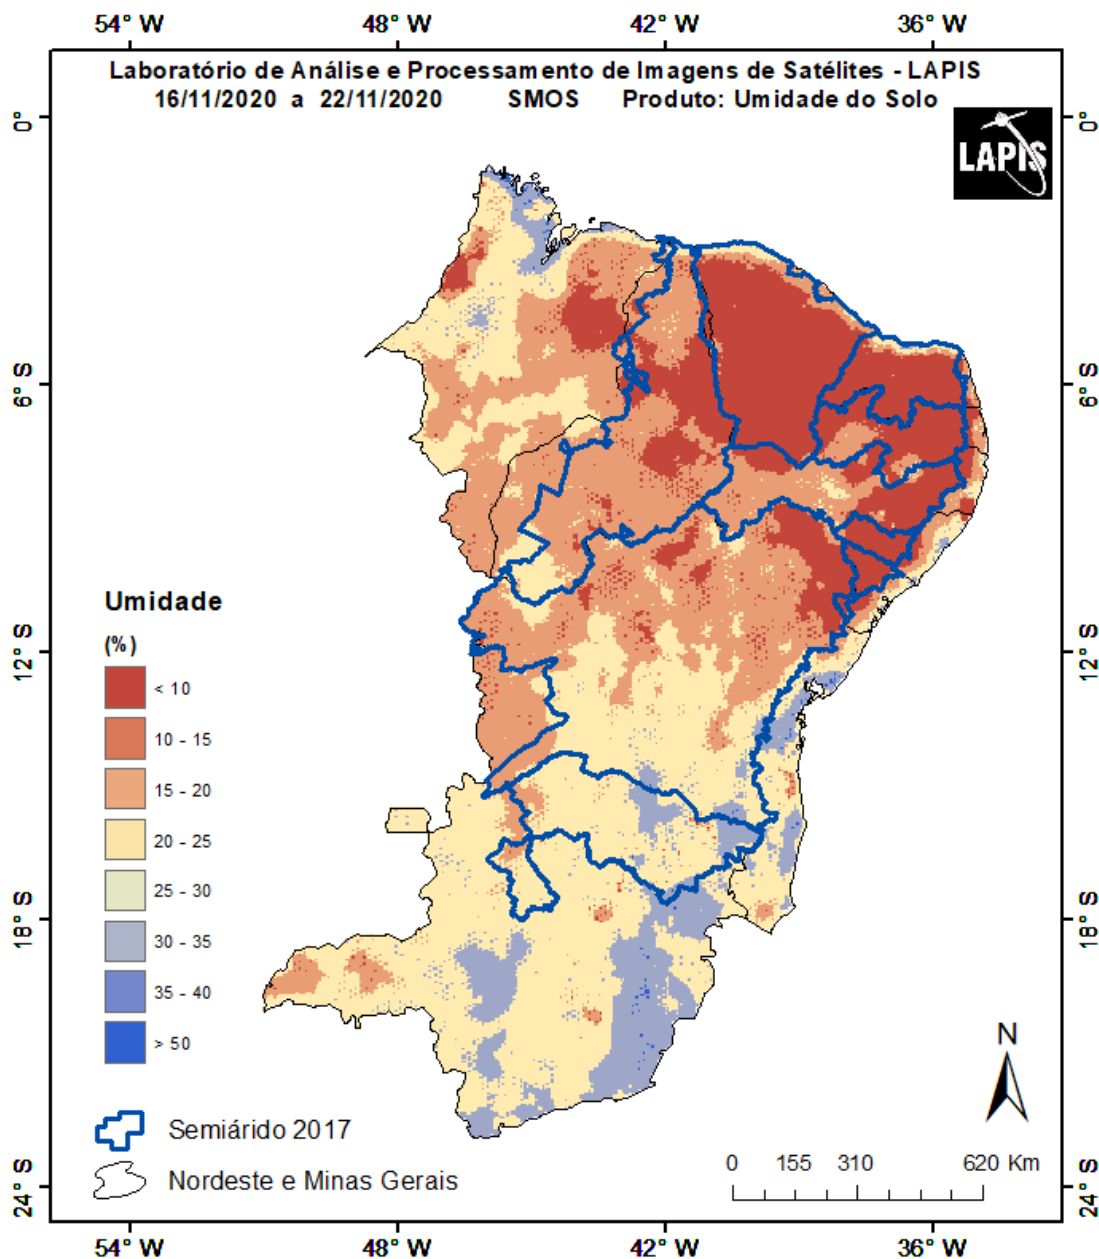 54° W 48° W 42° W 36° W
Laboratório de Análise e Processamento de Imagens de Satélites - LAPIS
16/11/2020 a 22/11/2020 SMOS Produto: Umidade do Solo
LAPIS
0° 0°
6° S 6° S
12° S 12° S
18° S 18° S
24° S 24° S
Umidade
(%)
< 10
10 - 15
15 - 20
20 - 25
25 - 30
30 - 35
35 - 40
> 50
Semiárido 2017
Nordeste e Minas Gerais
N
0 155 310 620 Km
54° W 48° W 42° W 36° W